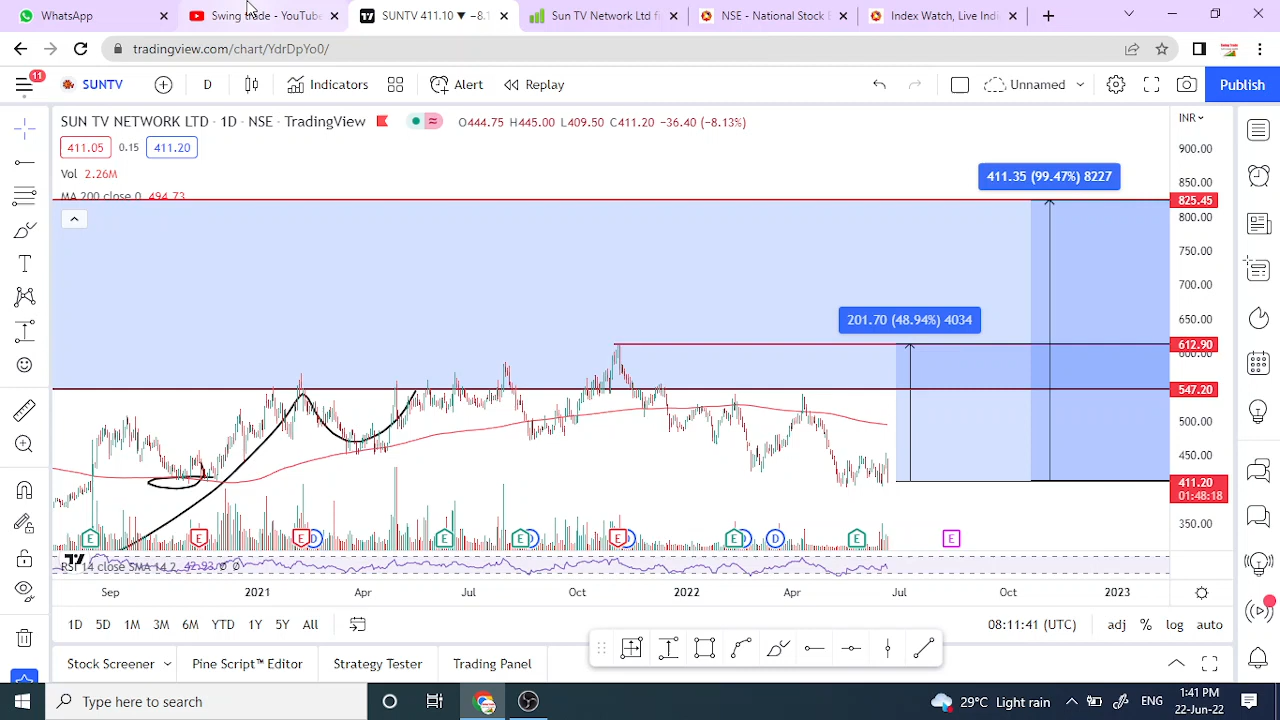 WhatsApp
Swing trade - YouTube
SUNTV 411.10 ▼ −8.1
Sun TV Network Ltd fi
NSE - National Stock E
Index Watch, Live Indi
tradingview.com/chart/YdrDpYo0/
11
SUNTV
D
Indicators
Alert
Replay
Unnamed
Publish
SUN TV NETWORK LTD · 1D · NSE · TradingView
O444.75 H445.00 L409.50 C411.20 −36.40 (−8.13%)
INR
411.05
0.15
411.20
Vol 2.26M
MA 200 close 0 494.73
900.00
850.00
825.45
800.00
750.00
700.00
650.00
612.90
600.00
547.20
500.00
450.00
411.20
01:48:18
350.00
411.35 (99.47%) 8227
201.70 (48.94%) 4034
E
E
E
D
E
E
E
E
D
E
E
RSI 14 close SMA 14 2 42.93 ∅ ∅
Sep
2021
Apr
Jul
Oct
2022
Apr
Jul
Oct
2023
1D
5D
1M
3M
6M
YTD
1Y
5Y
All
08:11:41 (UTC)
adj
%
log
auto
Stock Screener
Pine Script™ Editor
Strategy Tester
Trading Panel
Type here to search
29°C Light rain
ENG
1:41 PM
22-Jun-22